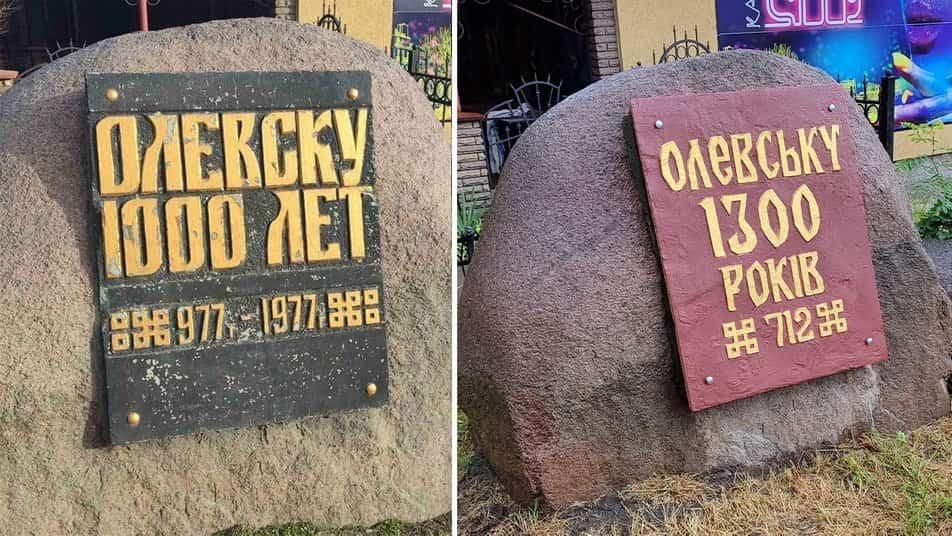 ОЛЕВСКУ
1000 ЛЕТ
977. - 1977.
ОЛЕВСЬКУ
1300
РОКІВ
712